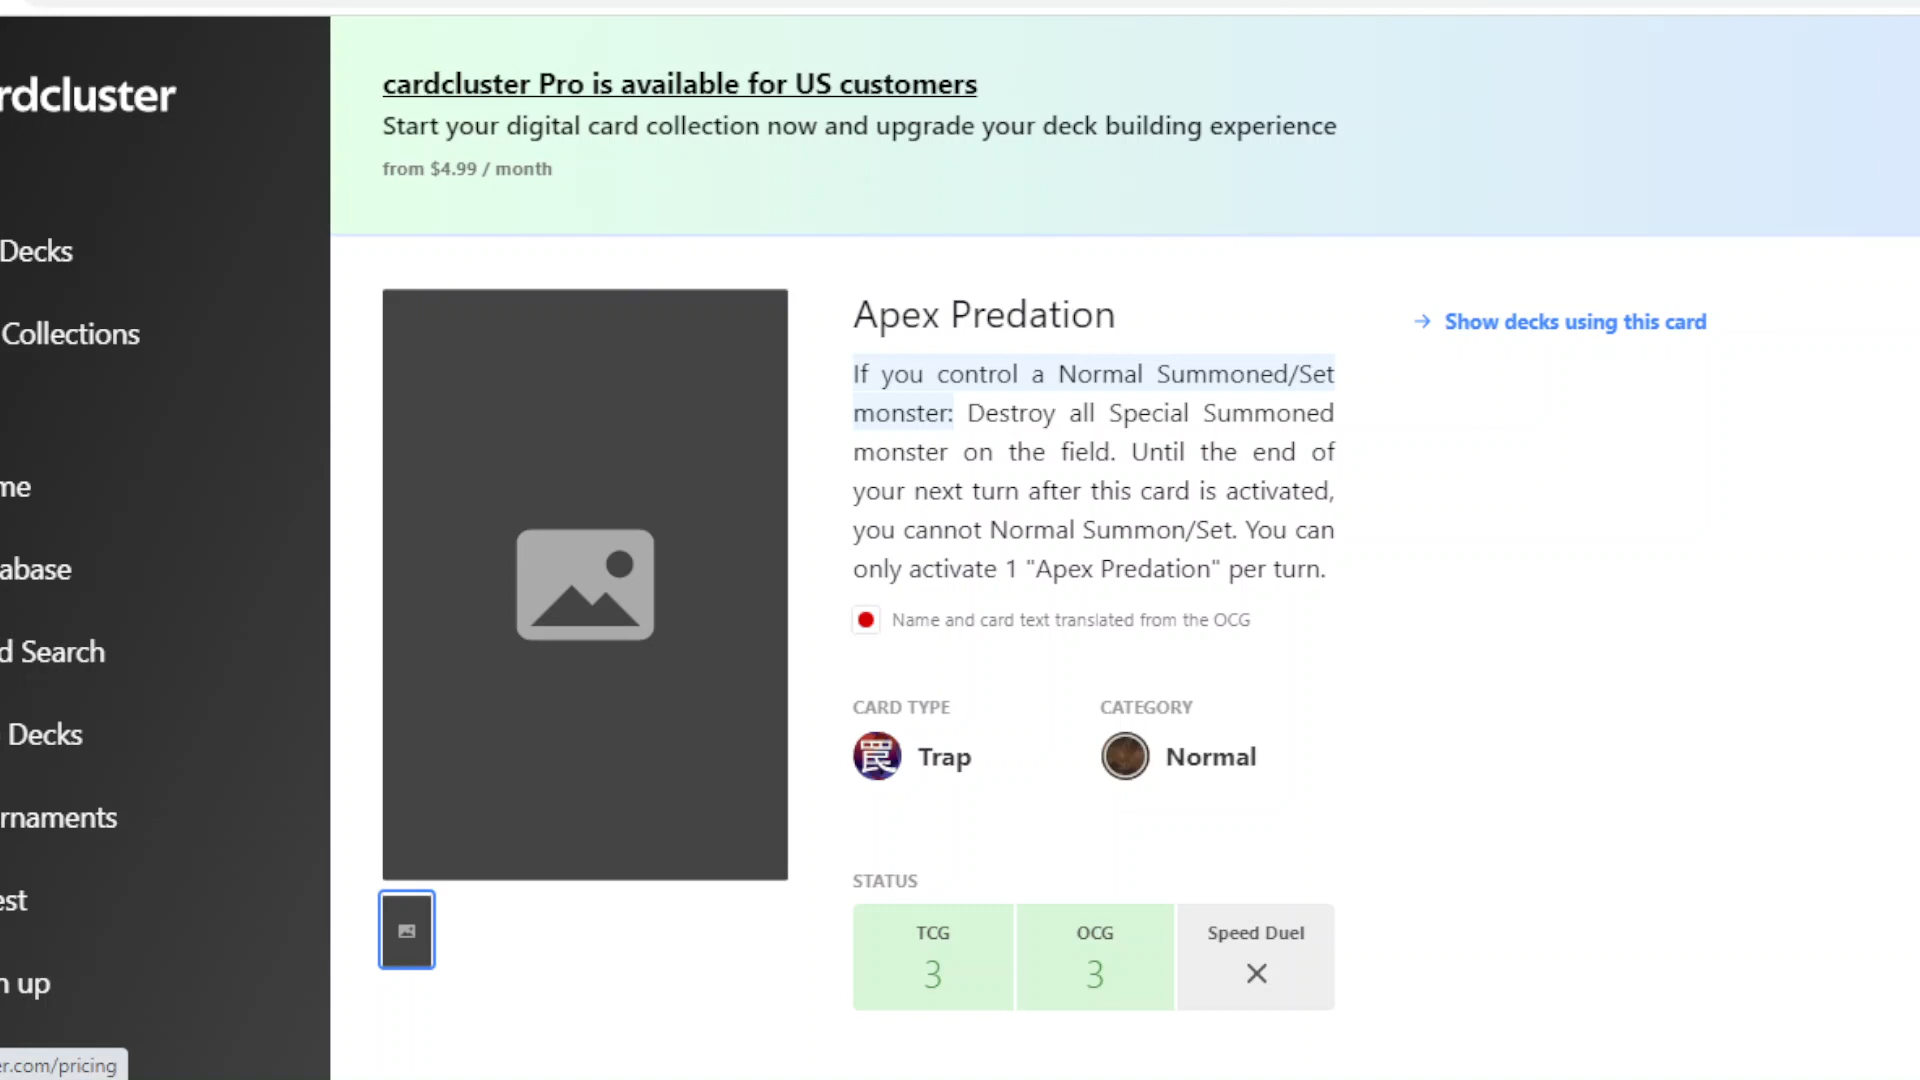 rdcluster
cardcluster Pro is available for US customers
Start your digital card collection now and upgrade your deck building experience
from $4.99 / month
Decks
Collections
me
abase
d Search
Decks
rnaments
est
n up
er.com/pricing
Apex Predation
If you control a Normal Summoned/Set
monster: Destroy all Special Summoned
monster on the field. Until the end of
your next turn after this card is activated,
you cannot Normal Summon/Set. You can
only activate 1 "Apex Predation" per turn.
Name and card text translated from the OCG
CARD TYPE
罠 Trap
CATEGORY
Normal
STATUS
TCG
3
OCG
3
Speed Duel
→ Show decks using this card